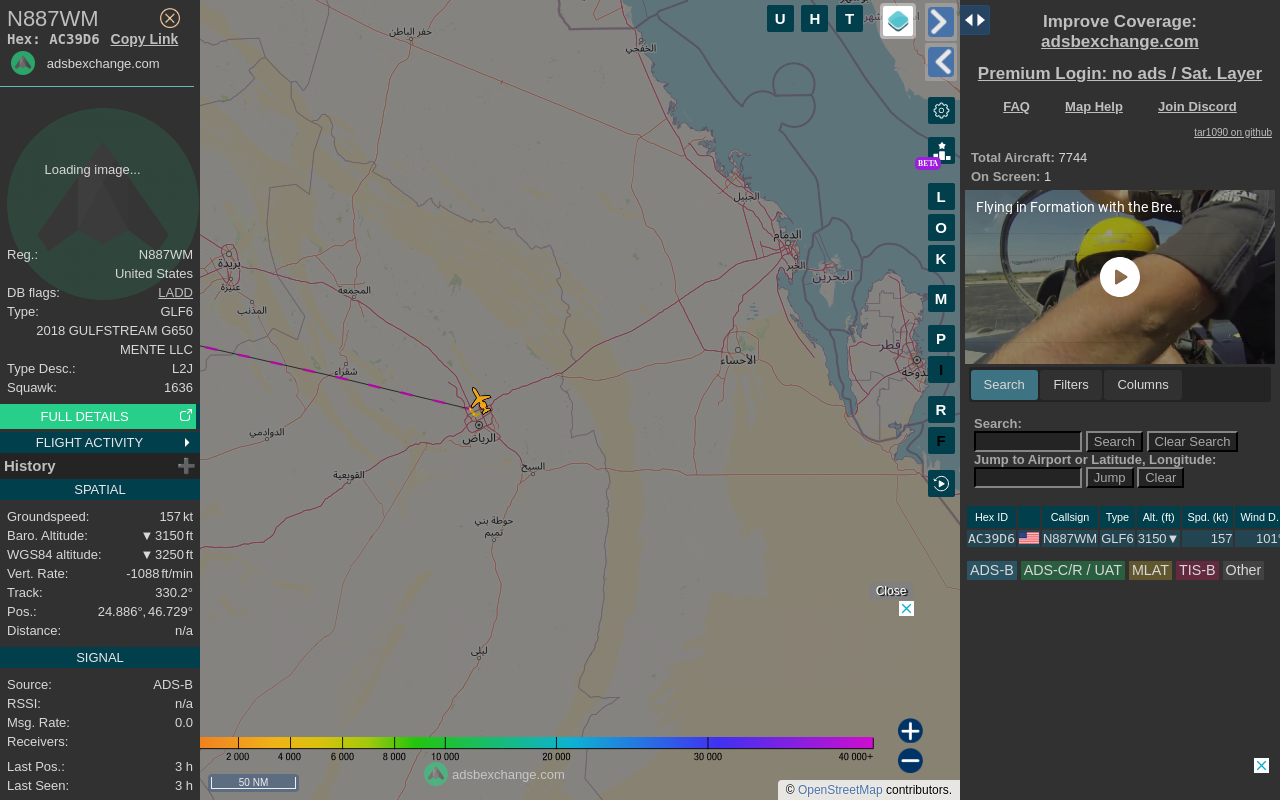 N887WM
Hex: AC39D6 Copy Link
adsbexchange.com
Loading image...
Reg.: N887WM
United States
DB flags: LADD
Type: GLF6
2018 GULFSTREAM G650
MENTE LLC
Type Desc.: L2J
Squawk: 1636
FULL DETAILS
FLIGHT ACTIVITY
History
SPATIAL
Groundspeed: 157 kt
Baro. Altitude: ▼ 3150 ft
WGS84 altitude: ▼ 3250 ft
Vert. Rate: -1088 ft/min
Track: 330.2°
Pos.: 24.886°, 46.729°
Distance: n/a
SIGNAL
Source: ADS-B
RSSI: n/a
Msg. Rate: 0.0
Receivers:
Last Pos.: 3 h
Last Seen: 3 h
حفر الباطن
الخفجي
الجبيل
الدمام
الخبر
البحرين
بريدة
عنيزة
المذنب
المجمعة
شقراء
قطر
الدوحة
الأحساء
الرياض
الدوادمي
القويعية
السيح
حوطة بني
تميم
ليلى
U H T
BETA
L
O
K
M
P
I
R
F
Close
2 000 4 000 6 000 8 000 10 000 20 000 30 000 40 000+
50 NM
adsbexchange.com
© OpenStreetMap contributors.
Improve Coverage:
adsbexchange.com
Premium Login: no ads / Sat. Layer
FAQ Map Help Join Discord
tar1090 on github
Total Aircraft: 7744
On Screen: 1
Flying in Formation with the Bre...
Search Filters Columns
Search:
Search Clear Search
Jump to Airport or Latitude, Longitude:
Jump Clear
Hex ID Callsign Type Alt. (ft) Spd. (kt) Wind D.
AC39D6 N887WM GLF6 3150▼ 157 101°
ADS-B ADS-C/R / UAT MLAT TIS-B Other